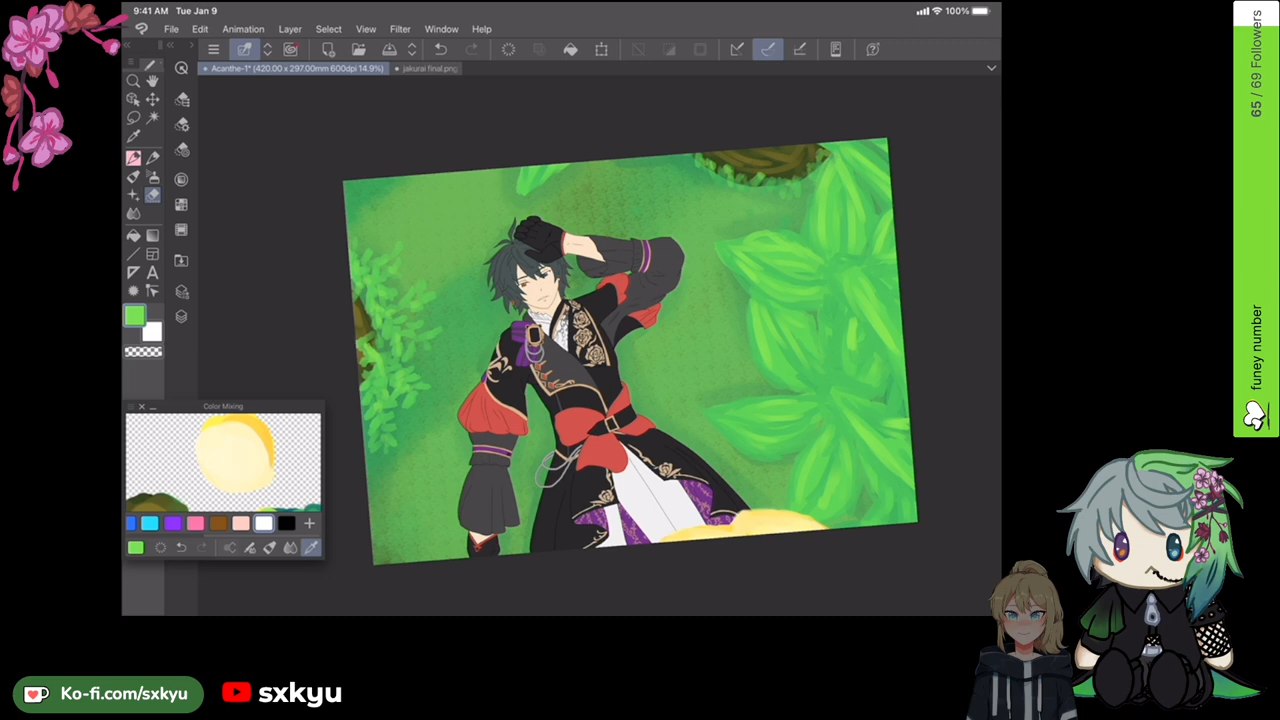 9:41 AM Tue Jan 9
100%
File Edit Animation Layer Select View Filter Window Help
Acanthe-1* (420.00 x 297.00mm 600dpi 14.9%)
jakurai final.png
Color Mixing
65 / 69 Followers
funey number
Ko-fi.com/sxkyu
sxkyu